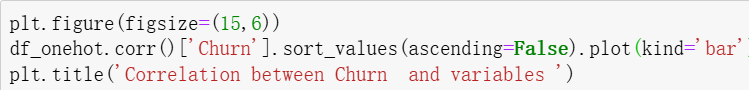 plt.figure(figsize=(15,6))
df_onehot.corr()['Churn'].sort_values(ascending=False).plot(kind='bar'
plt.title('Correlation between Churn  and variables ')